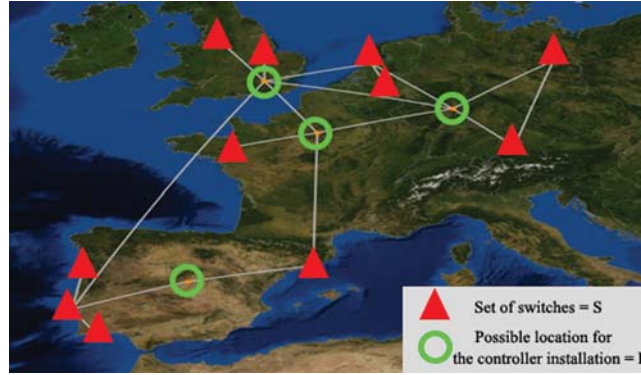 Set of switches = S
Possible location for
the controller installation =